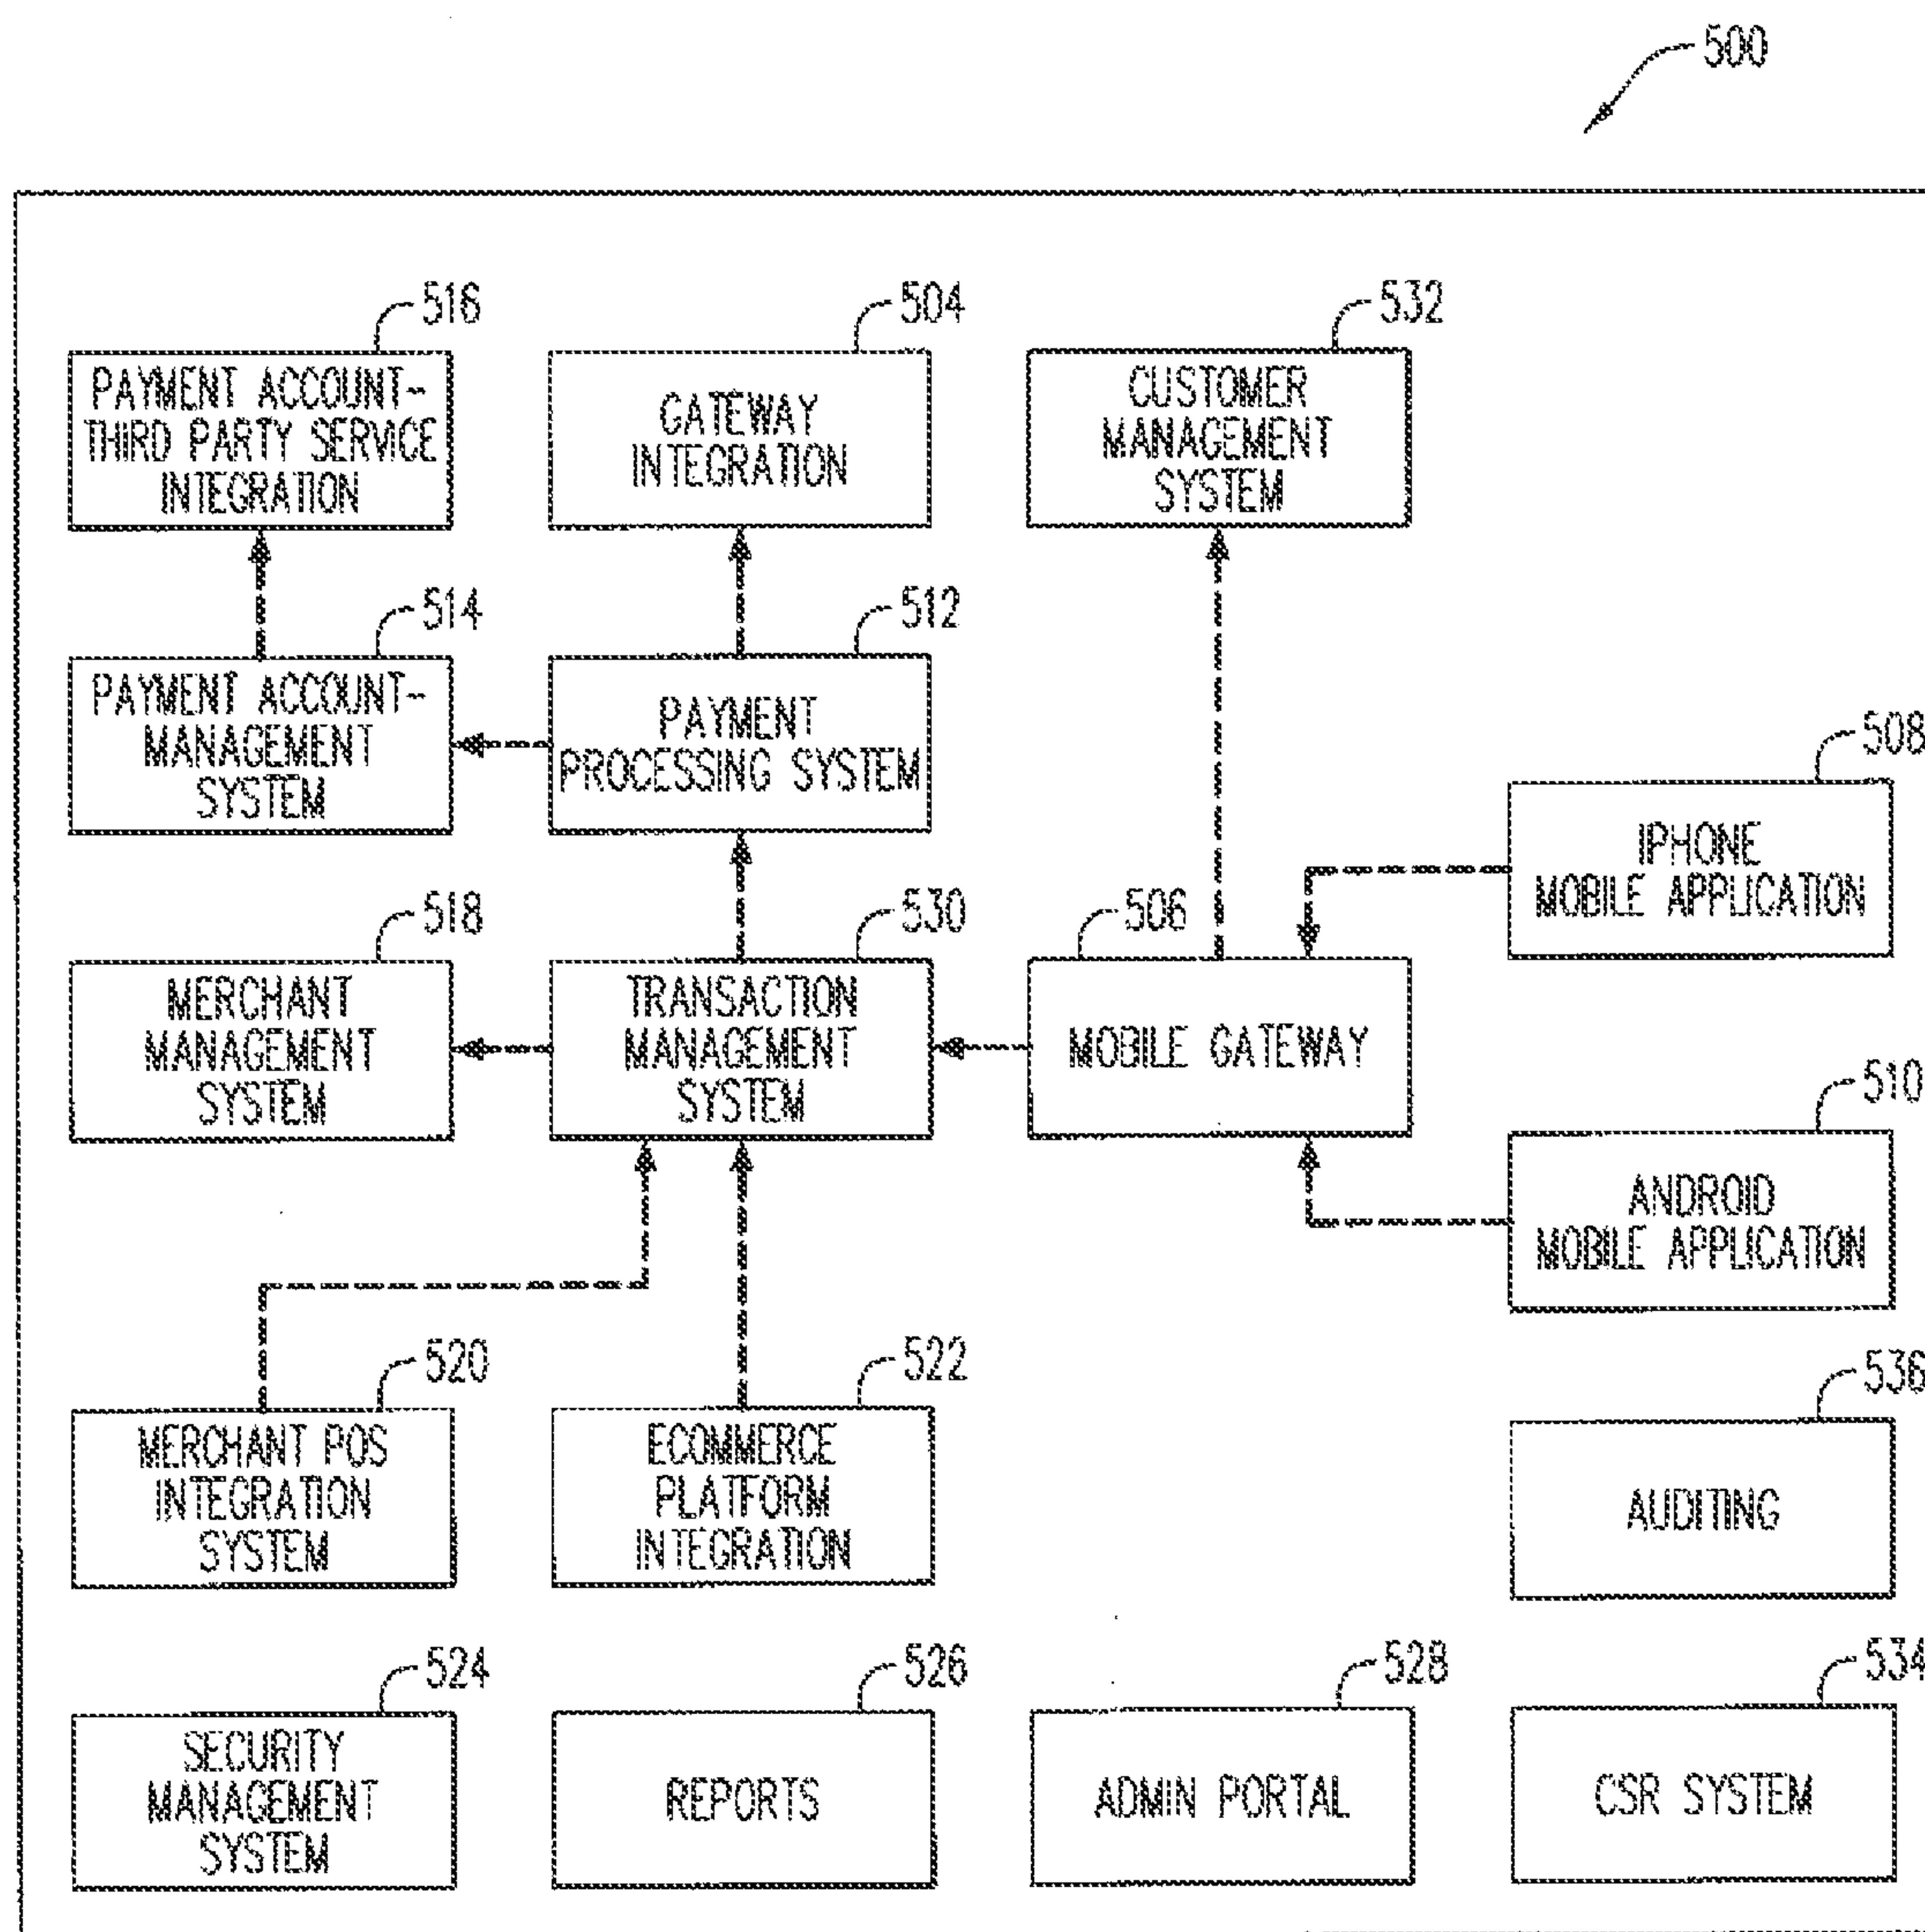 500
516
PAYMENT ACCOUNT-
THIRD PARTY SERVICE
INTEGRATION
504
GATEWAY
INTEGRATION
532
CUSTOMER
MANAGEMENT
SYSTEM
514
PAYMENT ACCOUNT-
MANAGEMENT
SYSTEM
512
PAYMENT
PROCESSING SYSTEM
508
IPHONE
MOBILE APPLICATION
518
MERCHANT
MANAGEMENT
SYSTEM
530
TRANSACTION
MANAGEMENT
SYSTEM
506
MOBILE GATEWAY
510
ANDROID
MOBILE APPLICATION
520
MERCHANT POS
INTEGRATION
SYSTEM
522
ECOMMERCE
PLATFORM
INTEGRATION
536
AUDITING
524
SECURITY
MANAGEMENT
SYSTEM
526
REPORTS
528
ADMIN PORTAL
534
CSR SYSTEM